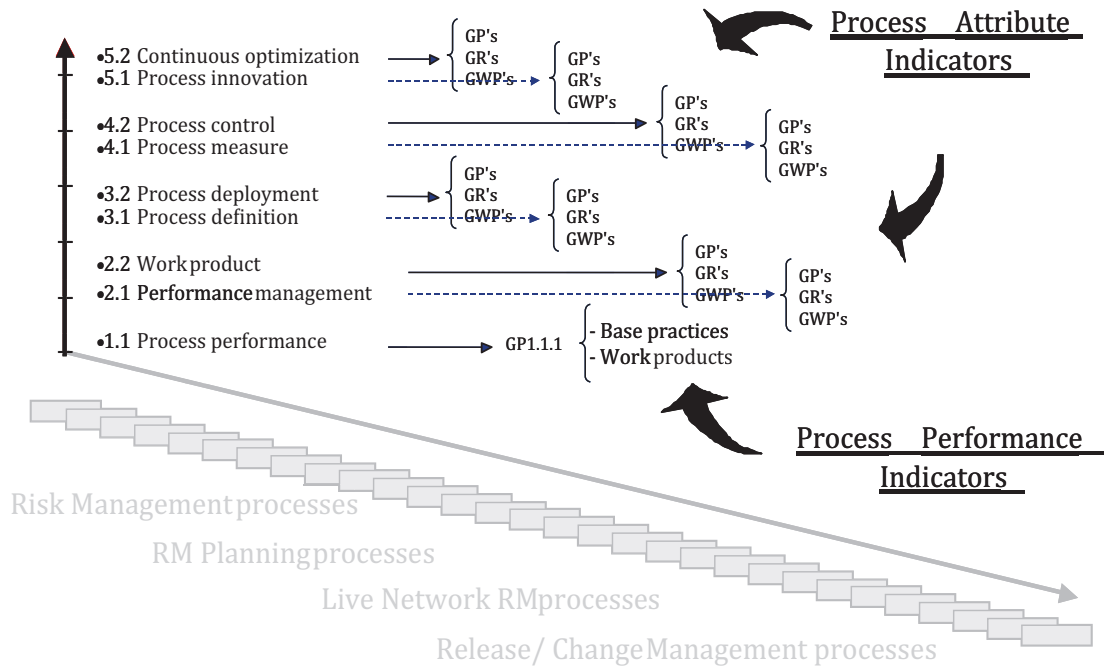 Process Attribute
Indicators
•5.2 Continuous optimization
•5.1 Process innovation
GP's
GR's
GWP's
GP's
GR's
GWP's
•4.2 Process control
•4.1 Process measure
GP's
GR's
GWP's
GP's
GR's
GWP's
•3.2 Process deployment
•3.1 Process definition
GP's
GR's
GWP's
GP's
GR's
GWP's
•2.2 Work product
•2.1 Performance management
GP's
GR's
GWP's
GP's
GR's
GWP's
•1.1 Process performance
GP1.1.1
- Base practices
- Work products
Process Performance
Indicators
Risk Management processes
RM Planning processes
Live Network RM processes
Release/ Change Management processes